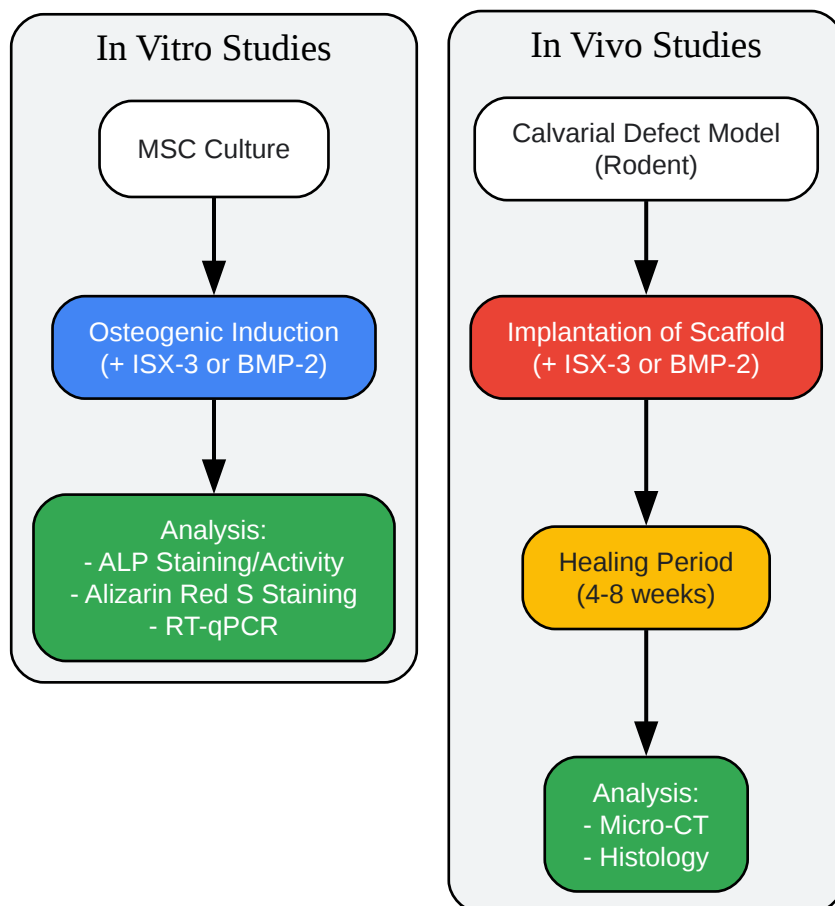 In Vitro Studies
MSC Culture
Osteogenic Induction
(+ ISX-3 or BMP-2)
Analysis:
- ALP Staining/Activity
- Alizarin Red S Staining
- RT-qPCR
In Vivo Studies
Calvarial Defect Model
(Rodent)
Implantation of Scaffold
(+ ISX-3 or BMP-2)
Healing Period
(4-8 weeks)
Analysis:
- Micro-CT
- Histology